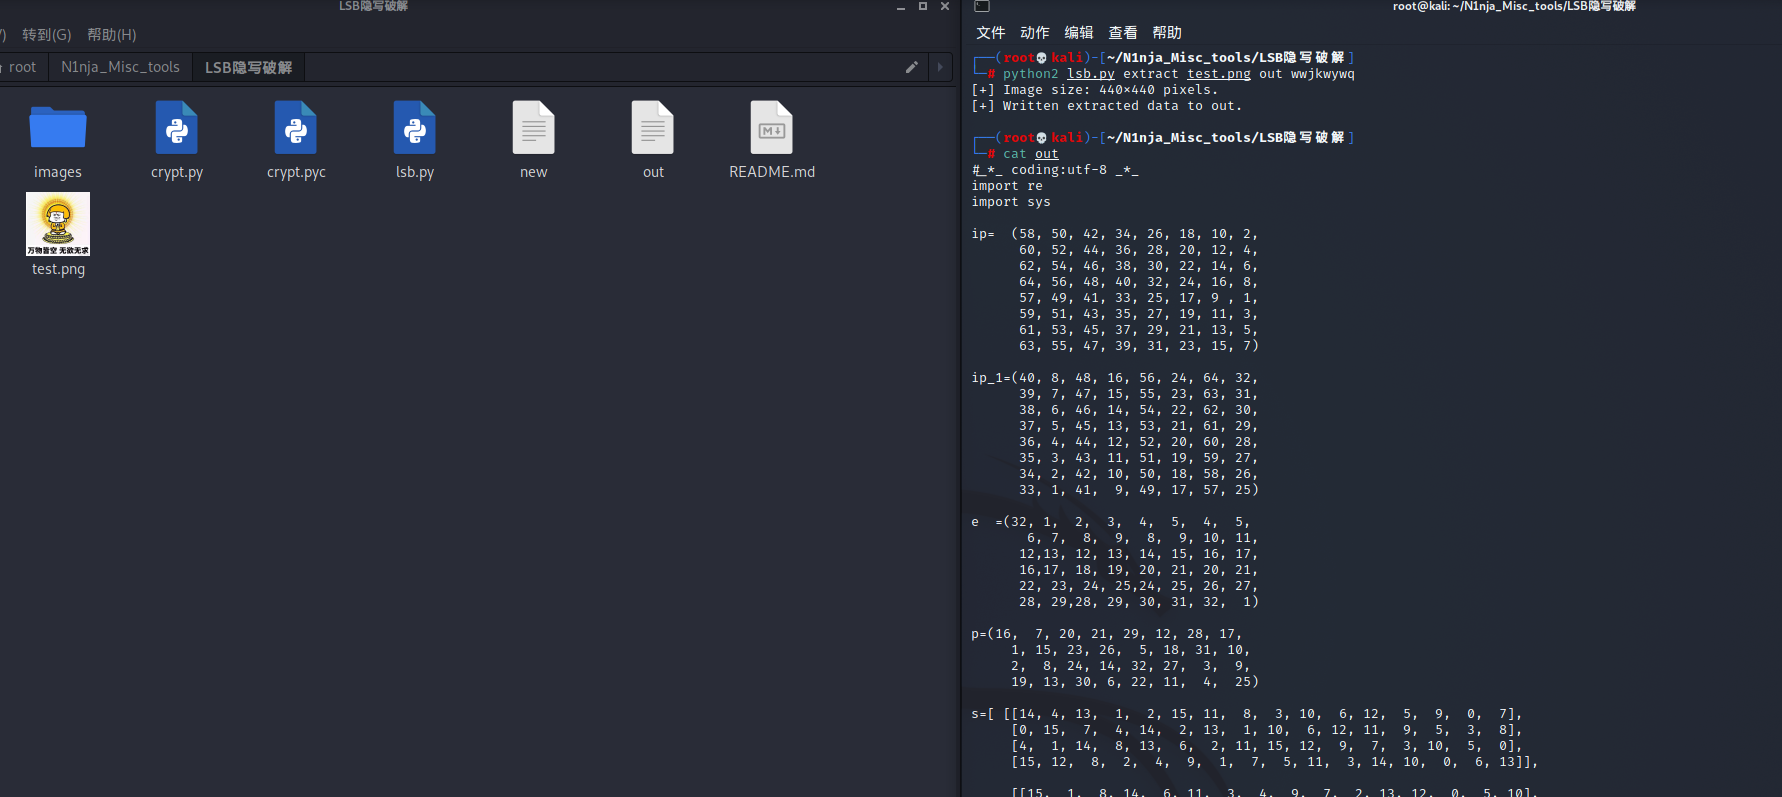 LSB隐写破解
) 转到(G) 帮助(H)
root N1nja_Misc_tools LSB隐写破解
images
crypt.py
crypt.pyc
lsb.py
new
out
README.md
万物皆空 无欲无求
test.png
root@kali: ~/N1nja_Misc_tools/LSB隐写破解
文件 动作 编辑 查看 帮助
┌──(root💀kali)-[~/N1nja_Misc_tools/LSB隐写破解]
└─# python2 lsb.py extract test.png out wwjkwywq
[+] Image size: 440×440 pixels.
[+] Written extracted data to out.
┌──(root💀kali)-[~/N1nja_Misc_tools/LSB隐写破解]
└─# cat out
#_*_ coding:utf-8 _*_
import re
import sys
ip=  (58, 50, 42, 34, 26, 18, 10, 2,
      60, 52, 44, 36, 28, 20, 12, 4,
      62, 54, 46, 38, 30, 22, 14, 6,
      64, 56, 48, 40, 32, 24, 16, 8,
      57, 49, 41, 33, 25, 17, 9 , 1,
      59, 51, 43, 35, 27, 19, 11, 3,
      61, 53, 45, 37, 29, 21, 13, 5,
      63, 55, 47, 39, 31, 23, 15, 7)
ip_1=(40, 8, 48, 16, 56, 24, 64, 32,
      39, 7, 47, 15, 55, 23, 63, 31,
      38, 6, 46, 14, 54, 22, 62, 30,
      37, 5, 45, 13, 53, 21, 61, 29,
      36, 4, 44, 12, 52, 20, 60, 28,
      35, 3, 43, 11, 51, 19, 59, 27,
      34, 2, 42, 10, 50, 18, 58, 26,
      33, 1, 41,  9, 49, 17, 57, 25)
e  =(32, 1,  2,  3,  4,  5,  4,  5,
       6, 7,  8,  9,  8,  9, 10, 11,
      12,13, 12, 13, 14, 15, 16, 17,
      16,17, 18, 19, 20, 21, 20, 21,
      22, 23, 24, 25,24, 25, 26, 27,
      28, 29,28, 29, 30, 31, 32,  1)
p=(16,  7, 20, 21, 29, 12, 28, 17,
     1, 15, 23, 26,  5, 18, 31, 10,
     2,  8, 24, 14, 32, 27,  3,  9,
     19, 13, 30, 6, 22, 11,  4,  25)
s=[ [[14, 4, 13,  1,  2, 15, 11,  8,  3, 10,  6, 12,  5,  9,  0,  7],
     [0, 15,  7,  4, 14,  2, 13,  1, 10,  6, 12, 11,  9,  5,  3,  8],
     [4,  1, 14,  8, 13,  6,  2, 11, 15, 12,  9,  7,  3, 10,  5,  0],
     [15, 12,  8,  2,  4,  9,  1,  7,  5, 11,  3, 14, 10,  0,  6, 13]],
     [[15,  1,  8, 14,  6, 11,  3,  4,  9,  7,  2, 13, 12,  0,  5, 10],